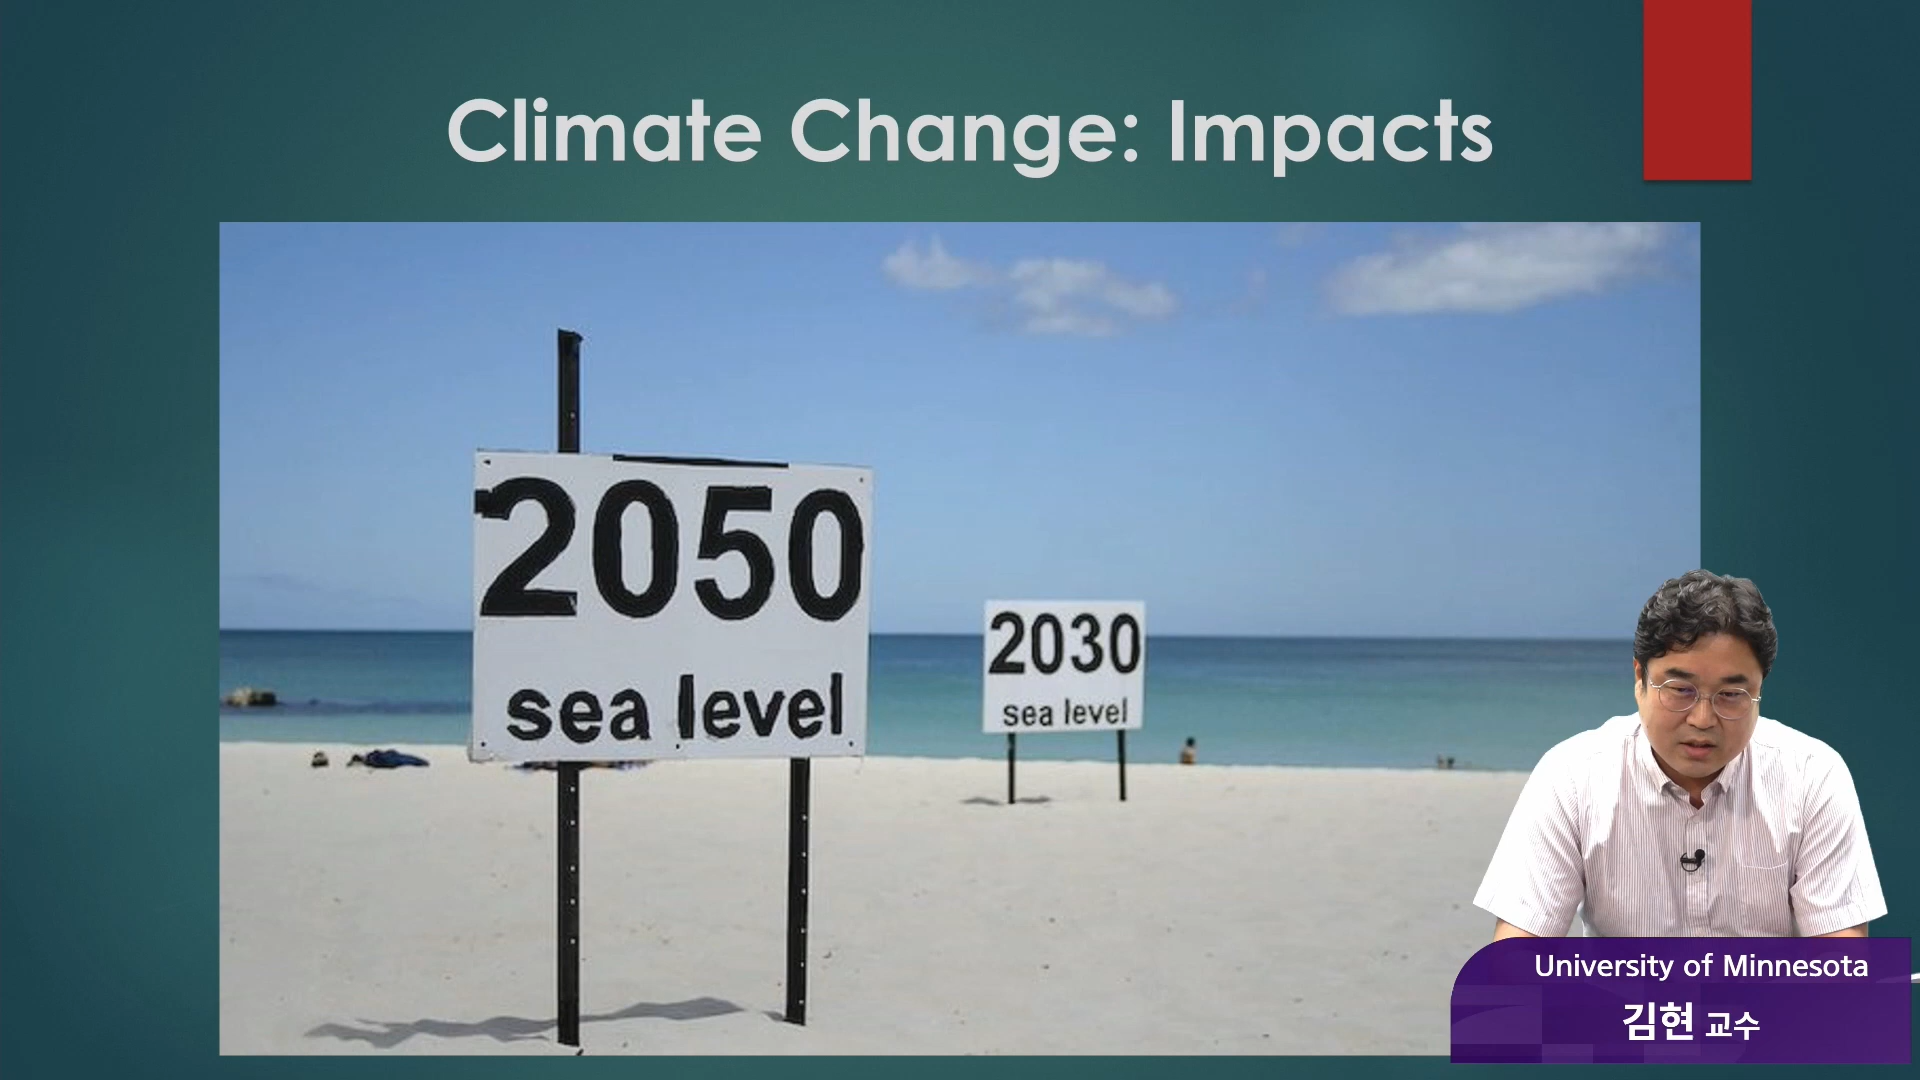 Climate Change: Impacts
2050
sea level
2030
sea level
University of Minnesota
김현 교수